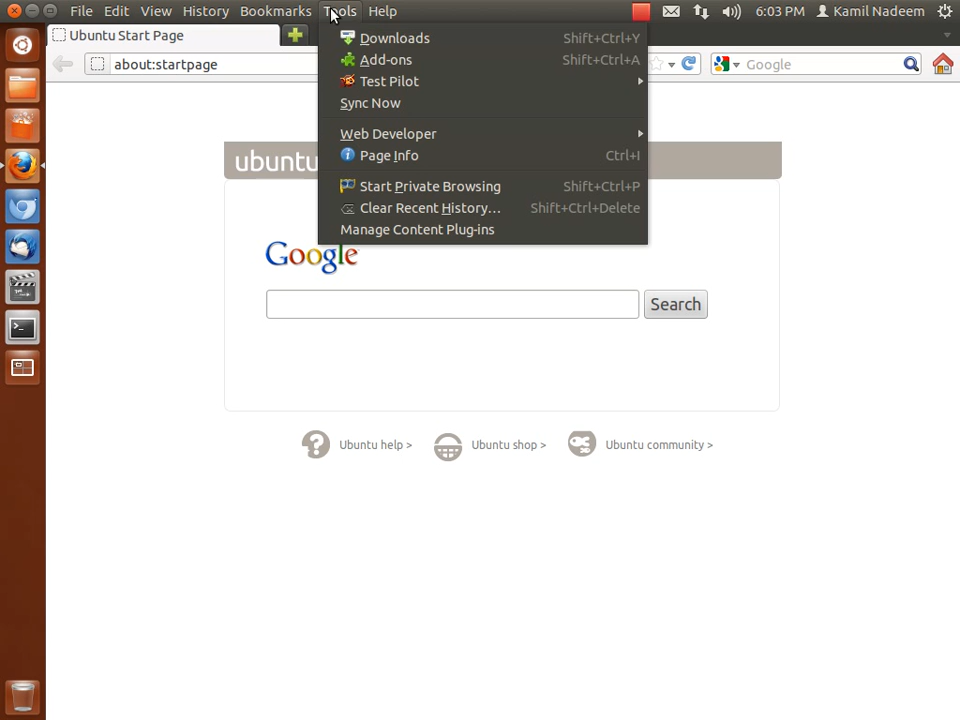 File Edit View History Bookmarks Tools Help 6:03 PM Kamil Nadeem
Ubuntu Start Page
about:startpage Google
Downloads Shift+Ctrl+Y
Add-ons Shift+Ctrl+A
Test Pilot
Sync Now
Web Developer
Page Info Ctrl+I
Start Private Browsing Shift+Ctrl+P
Clear Recent History... Shift+Ctrl+Delete
Manage Content Plug-ins
ubuntu
Google
Search
Ubuntu help > Ubuntu shop > Ubuntu community >